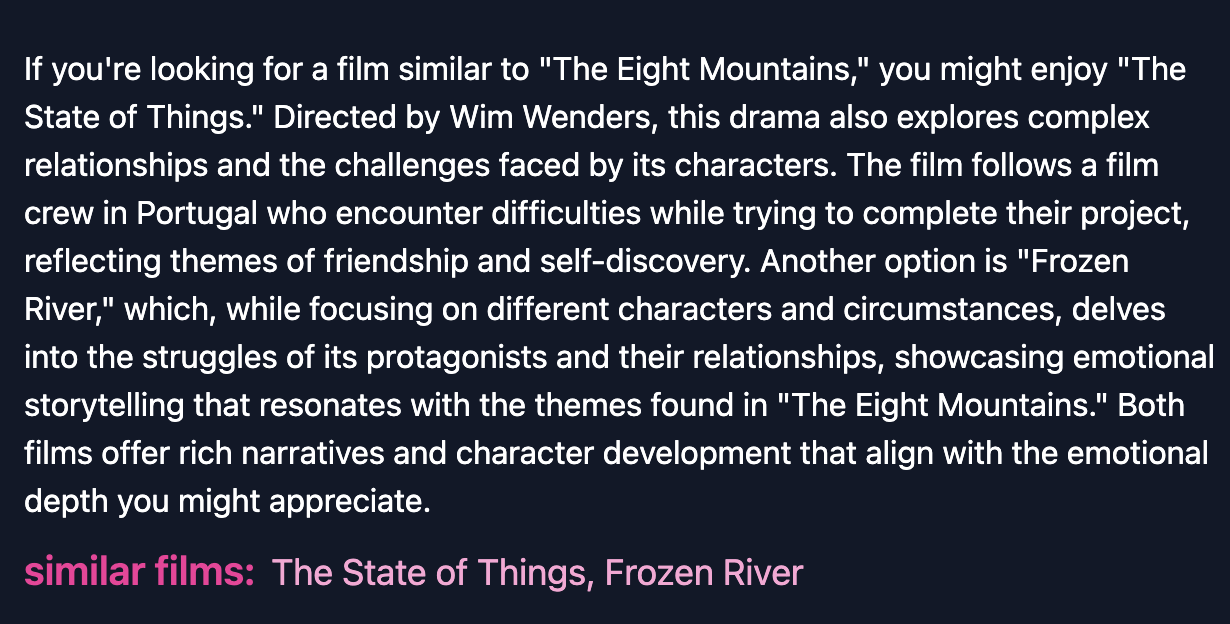 If you're looking for a film similar to "The Eight Mountains," you might enjoy "The
State of Things." Directed by Wim Wenders, this drama also explores complex
relationships and the challenges faced by its characters. The film follows a film
crew in Portugal who encounter difficulties while trying to complete their project,
reflecting themes of friendship and self-discovery. Another option is "Frozen
River," which, while focusing on different characters and circumstances, delves
into the struggles of its protagonists and their relationships, showcasing emotional
storytelling that resonates with the themes found in "The Eight Mountains." Both
films offer rich narratives and character development that align with the emotional
depth you might appreciate.
similar films: The State of Things, Frozen River